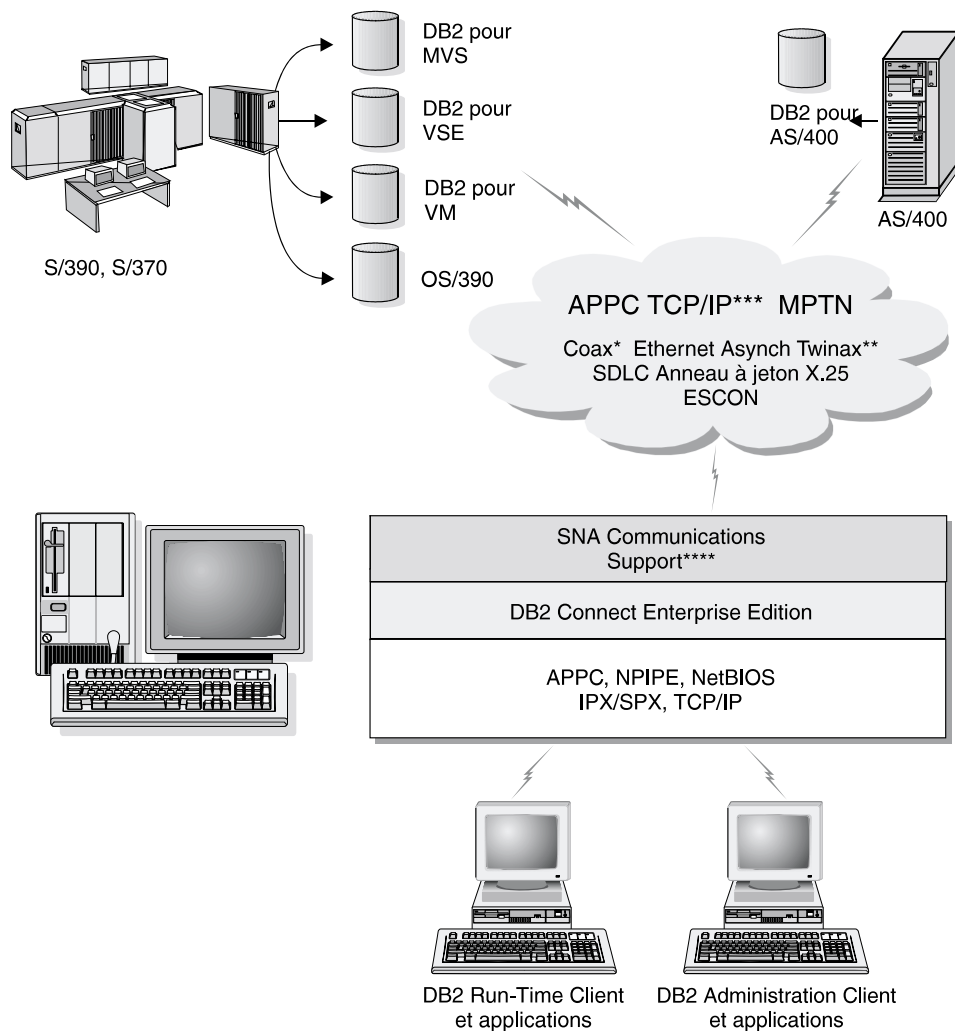 DB2 pour
MVS
DB2 pour
VSE
DB2 pour
VM
OS/390
S/390, S/370
DB2 pour
AS/400
AS/400
APPC TCP/IP*** MPTN
Coax* Ethernet Asynch Twinax**
SDLC Anneau à jeton X.25
ESCON
SNA Communications
Support****
DB2 Connect Enterprise Edition
APPC, NPIPE, NetBIOS
IPX/SPX, TCP/IP
DB2 Run-Time Client
et applications
DB2 Administration Client
et applications